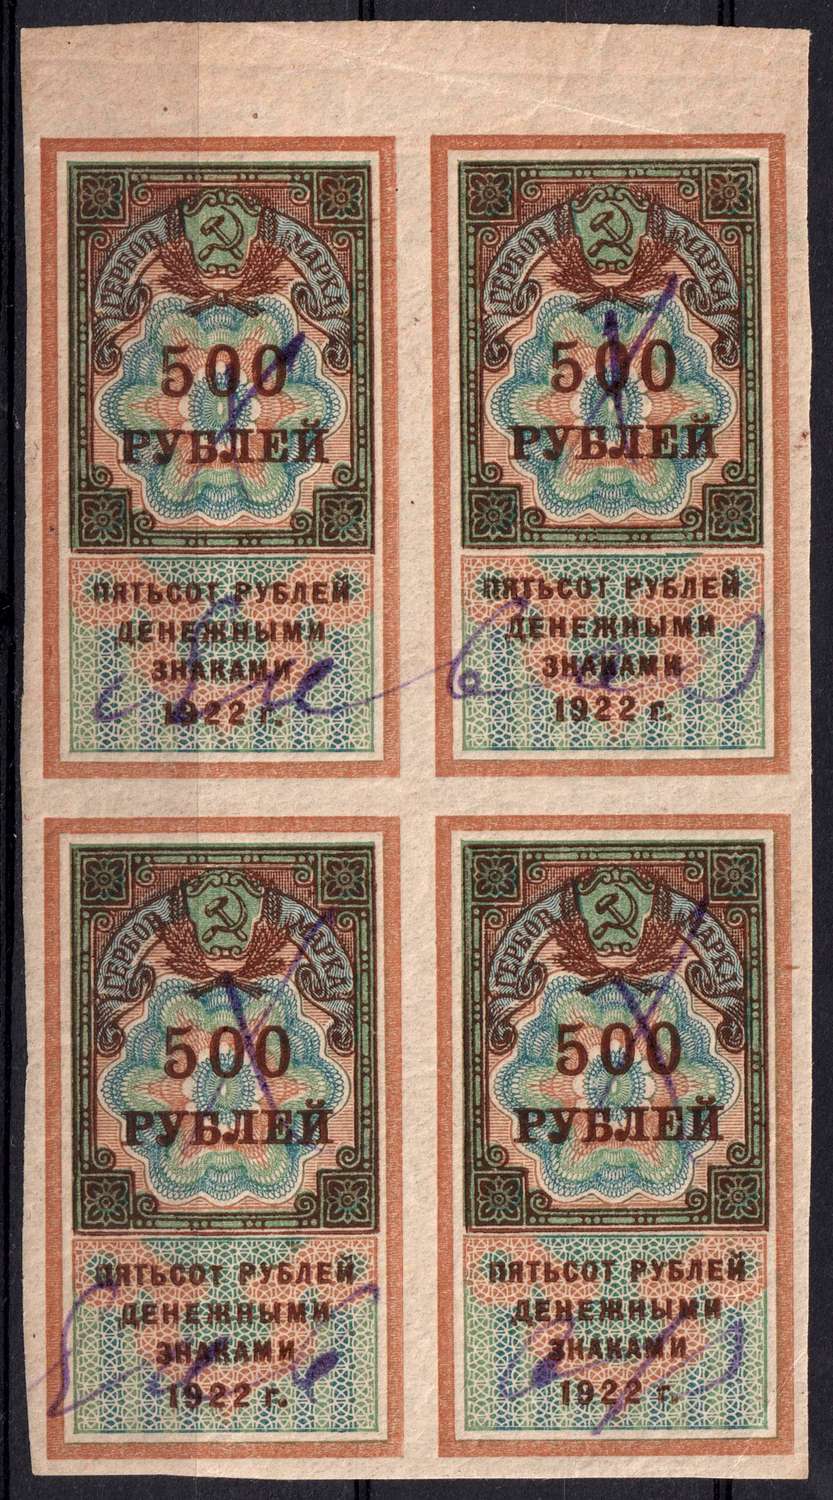 ГЕРБОВ. МАРКА
500
РУБЛЕЙ
ПЯТЬСОТ РУБЛЕЙ
ДЕНЕЖНЫМИ
ЗНАКАМИ
1922 г.
ГЕРБОВ. МАРКА
500
РУБЛЕЙ
ПЯТЬСОТ РУБЛЕЙ
ДЕНЕЖНЫМИ
ЗНАКАМИ
1922 г.
ГЕРБОВ. МАРКА
500
РУБЛЕЙ
ПЯТЬСОТ РУБЛЕЙ
ДЕНЕЖНЫМИ
ЗНАКАМИ
1922 г.
ГЕРБОВ. МАРКА
500
РУБЛЕЙ
ПЯТЬСОТ РУБЛЕЙ
ДЕНЕЖНЫМИ
ЗНАКАМИ
1922 г.